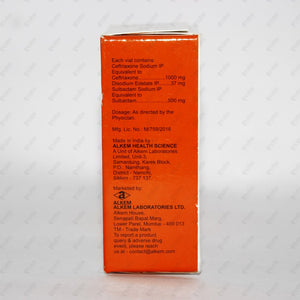 Each vial contains
Ceftriaxone Sodium IP
Equivalent to
Ceftriaxone..................1000 mg
Disodium Edetate IP............37 mg
Sulbactam Sodium IP
Equivalent to
Sulbactam......................500 mg
Dosage: As directed by the
Physician.
Mfg. Lic. No.: M/759/2016
Made in India by :
ALKEM HEALTH SCIENCE
A Unit of Alkem Laboratories
Limited, Unit-3,
Samardung, Karek Block,
P.O.: Namthang,
District - Namchi,
Sikkim - 737 137.
Marketed by:
a
ALKEM
ALKEM LABORATORIES LTD.
Alkem House,
Senapati Bapat Marg,
Lower Parel, Mumbai - 400 013
TM - Trade Mark
To report a product
query & adverse drug
event, please reach
us at : contact@alkem.com